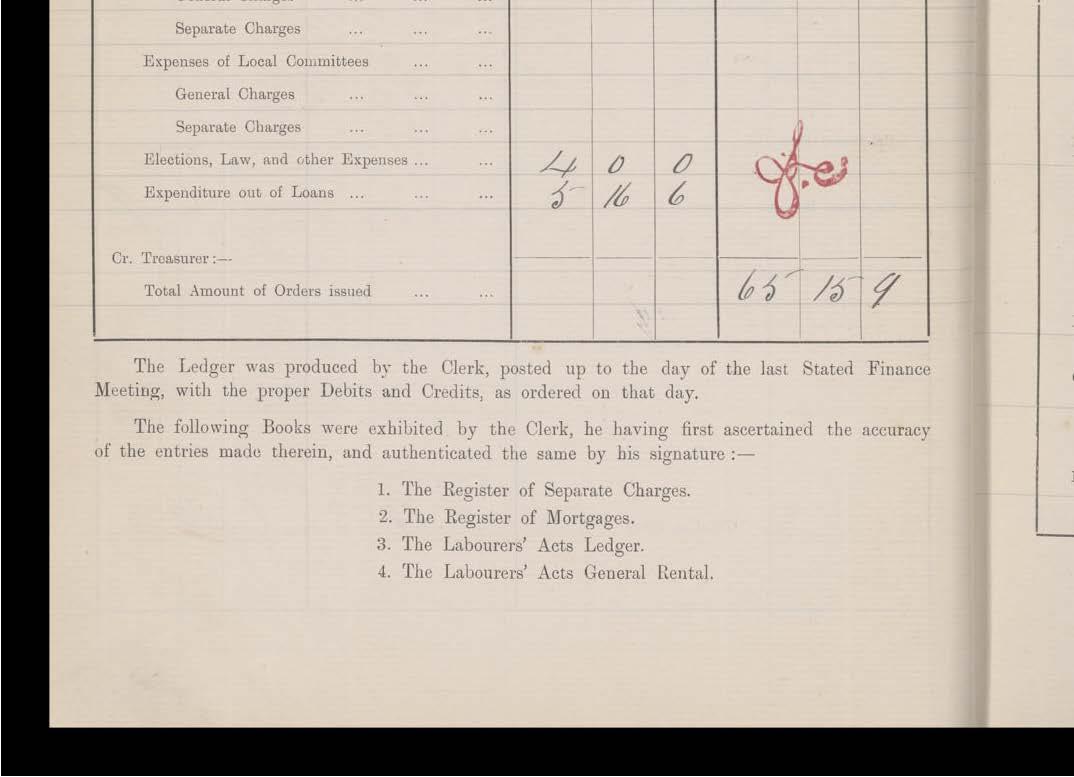 Separate Charges ... ... ...
Expenses of Local Committees ... ...
General Charges ... ... ...
Separate Charges ... ... ...
Elections, Law, and other Expenses ... ... 4 0 0
Expenditure out of Loans ... ... ... 5 16 6
Cr. Treasurer :—
Total Amount of Orders issued ... ... 65 15 9
The Ledger was produced by the Clerk, posted up to the day of the last Stated Finance
Meeting, with the proper Debits and Credits, as ordered on that day.
The following Books were exhibited by the Clerk, he having first ascertained the accuracy
of the entries made therein, and authenticated the same by his signature :—
1. The Register of Separate Charges.
2. The Register of Mortgages.
3. The Labourers' Acts Ledger.
4. The Labourers' Acts General Rental.